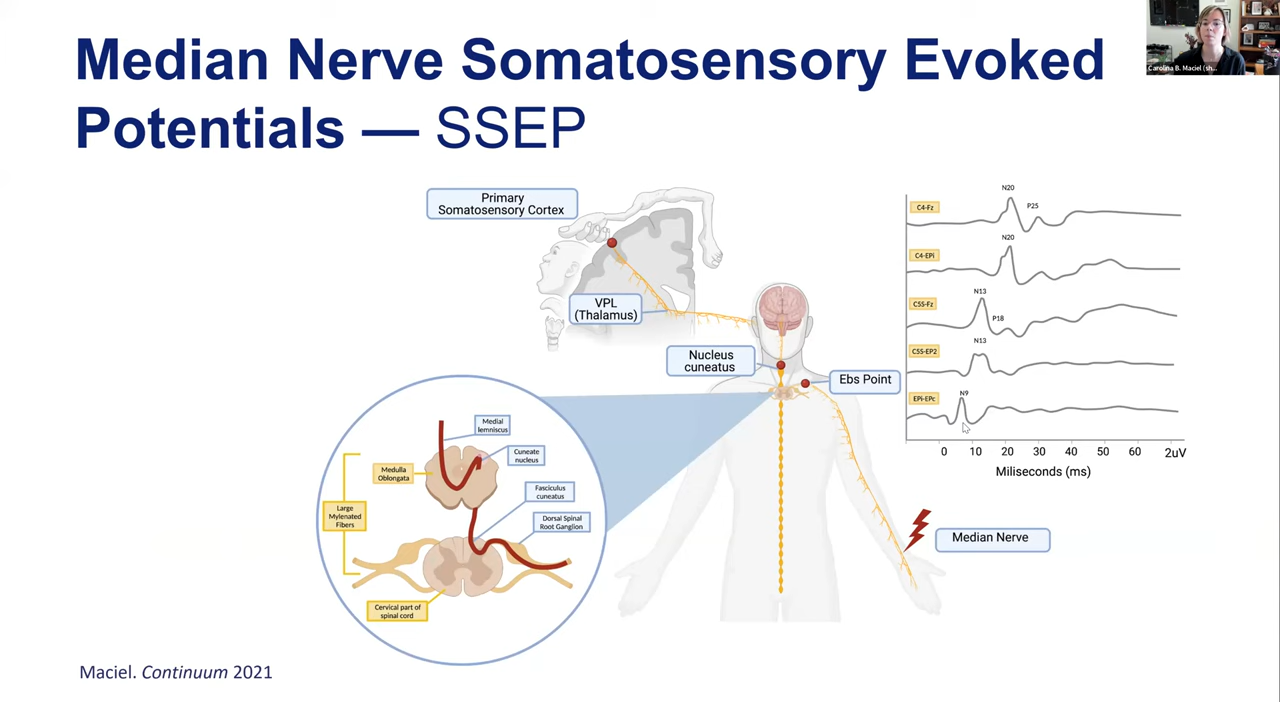 Median Nerve Somatosensory Evoked
Potentials — SSEP
Carolina B. Maciel (sh...
Primary
Somatosensory Cortex
VPL
(Thalamus)
Nucleus
cuneatus
Ebs Point
Median Nerve
Medial
lemniscus
Cuneate
nucleus
Medulla
Oblongata
Fasciculus
cuneatus
Large
Mylenated
Fibers
Dorsal Spinal
Root Ganglion
Cervical part of
spinal cord
N20
C4-Fz
P25
N20
C4-EPi
N13
C5S-Fz
P18
N13
C5S-EP2
N9
EPi-EPc
0 10 20 30 40 50 60 2uV
Miliseconds (ms)
Maciel. Continuum 2021